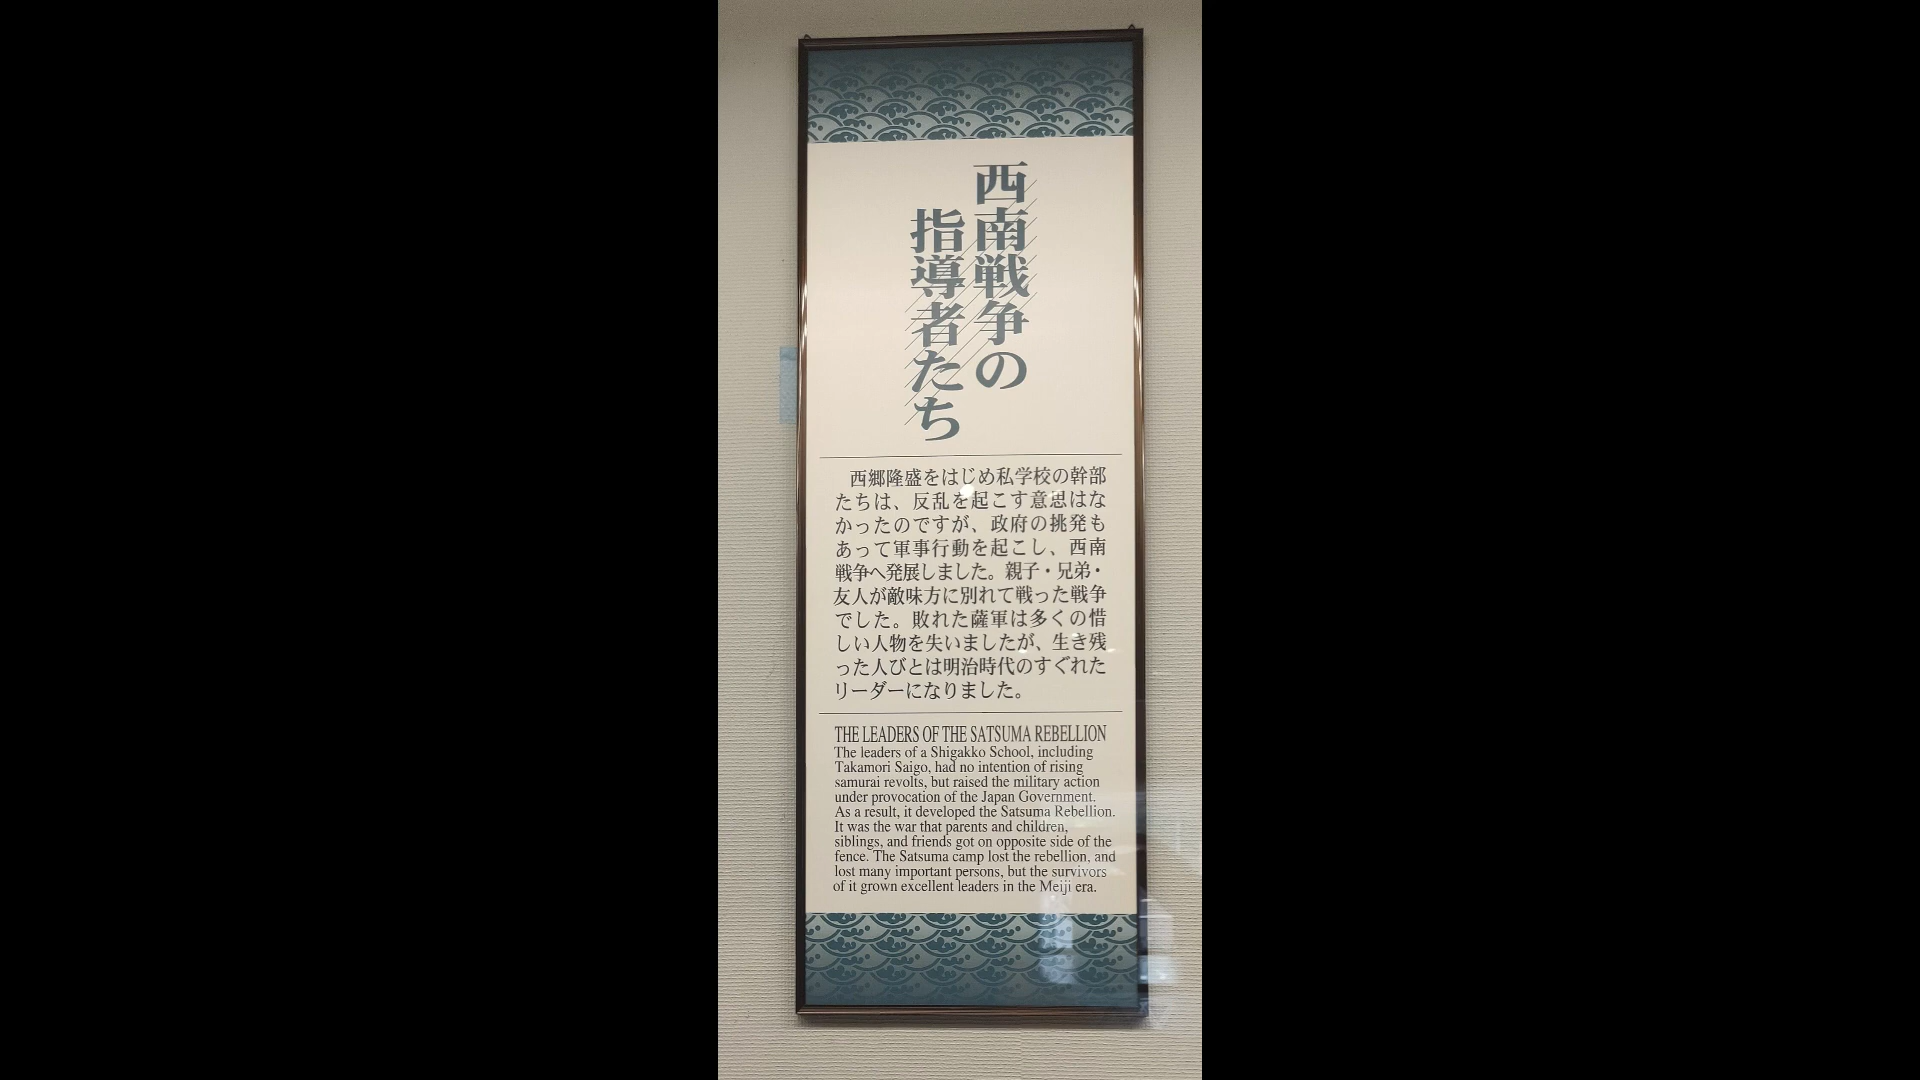 西南戦争の
指導者たち
西郷隆盛をはじめ私学校の幹部
たちは、反乱を起こす意思はな
かったのですが、政府の挑発も
あって軍事行動を起こし、西南
戦争へ発展しました。親子・兄弟・
友人が敵味方に別れて戦った戦争
でした。敗れた薩軍は多くの惜
しい人物を失いましたが、生き残
った人びとは明治時代のすぐれた
リーダーになりました。
THE LEADERS OF THE SATSUMA REBELLION
The leaders of a Shigakko School, including
Takamori Saigo, had no intention of rising
samurai revolts, but raised the military action
under provocation of the Japan Government.
As a result, it developed the Satsuma Rebellion.
It was the war that parents and children,
siblings, and friends got on opposite side of the
fence. The Satsuma camp lost the rebellion, and
lost many important persons, but the survivors
of it grown excellent leaders in the Meiji era.